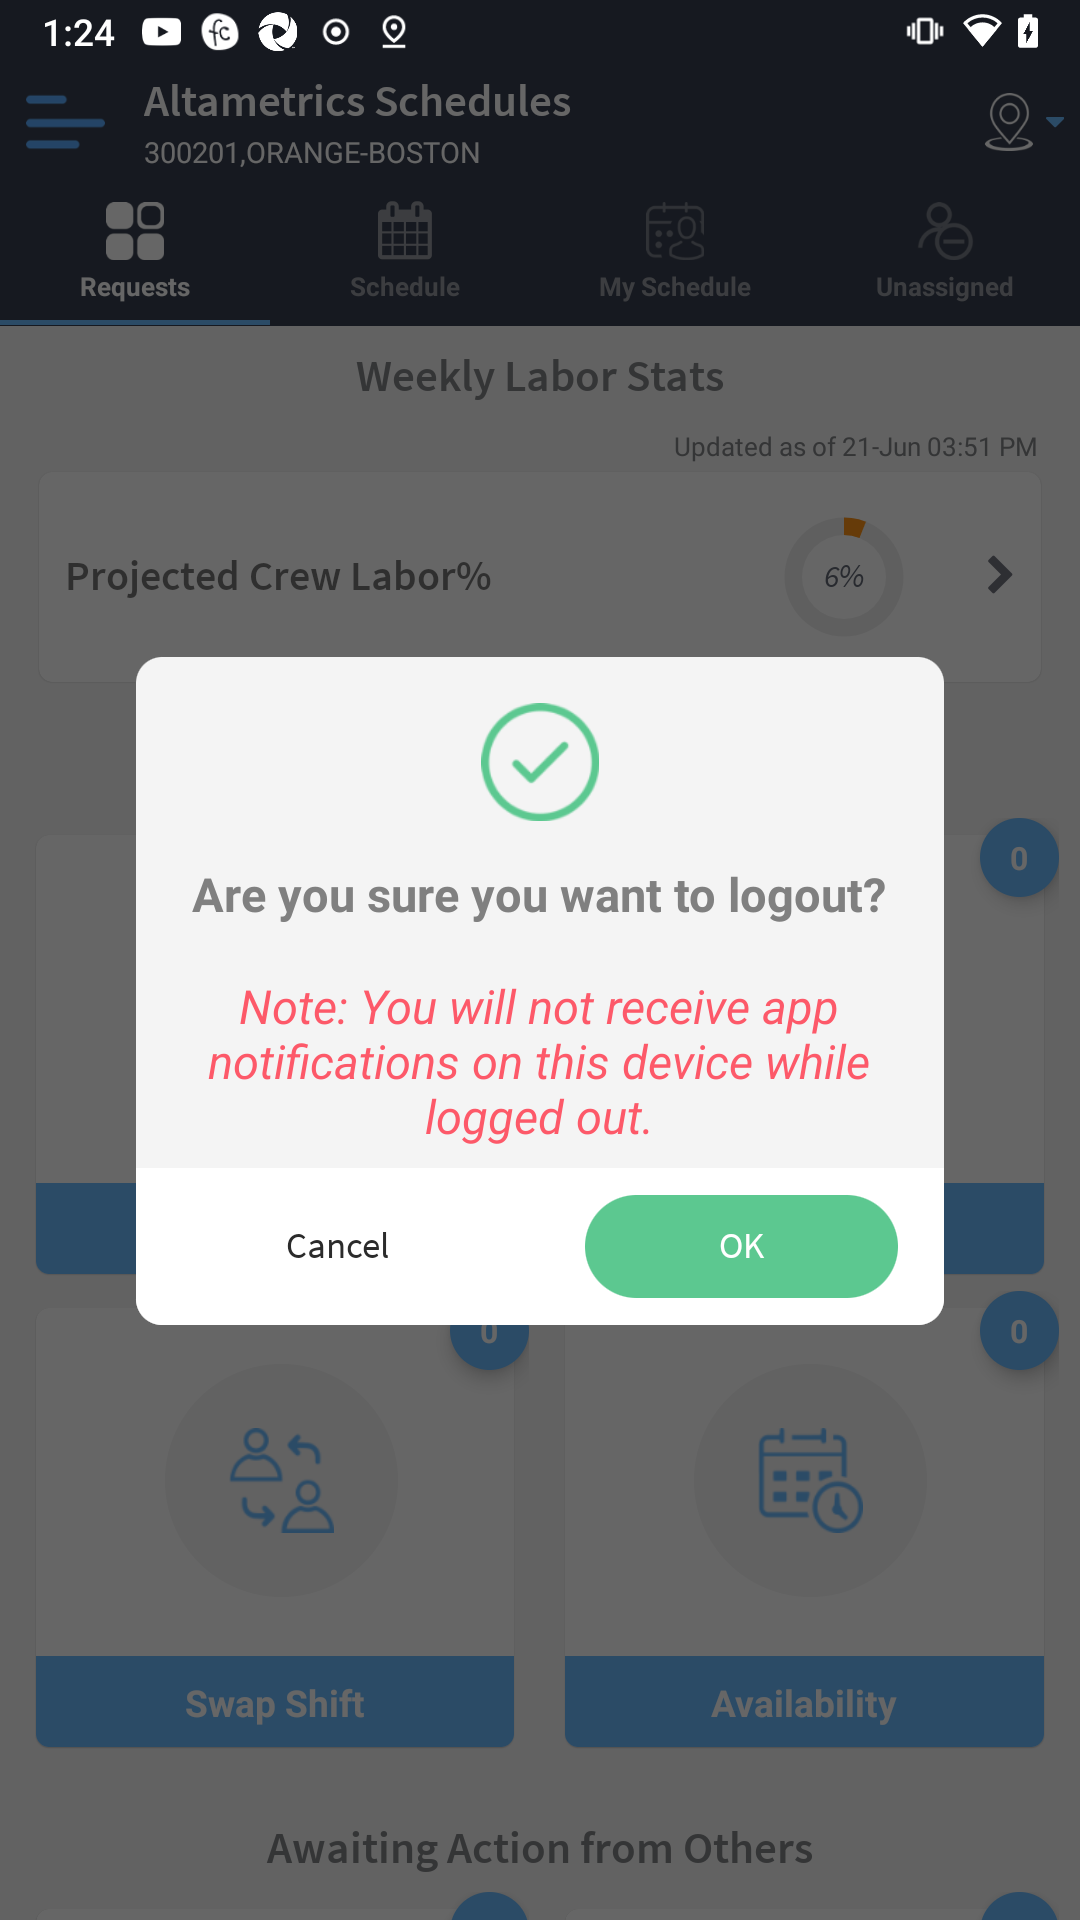 1:24
fc
Altametrics Schedules
300201,ORANGE-BOSTON
Requests
Schedule
My Schedule
Unassigned
Weekly Labor Stats
Updated as of 21-Jun 03:51 PM
Projected Crew Labor%
6%
0
Are you sure you want to logout?
Note: You will not receive app
notifications on this device while
logged out.
Cancel
OK
0
0
Swap Shift
Availability
Awaiting Action from Others